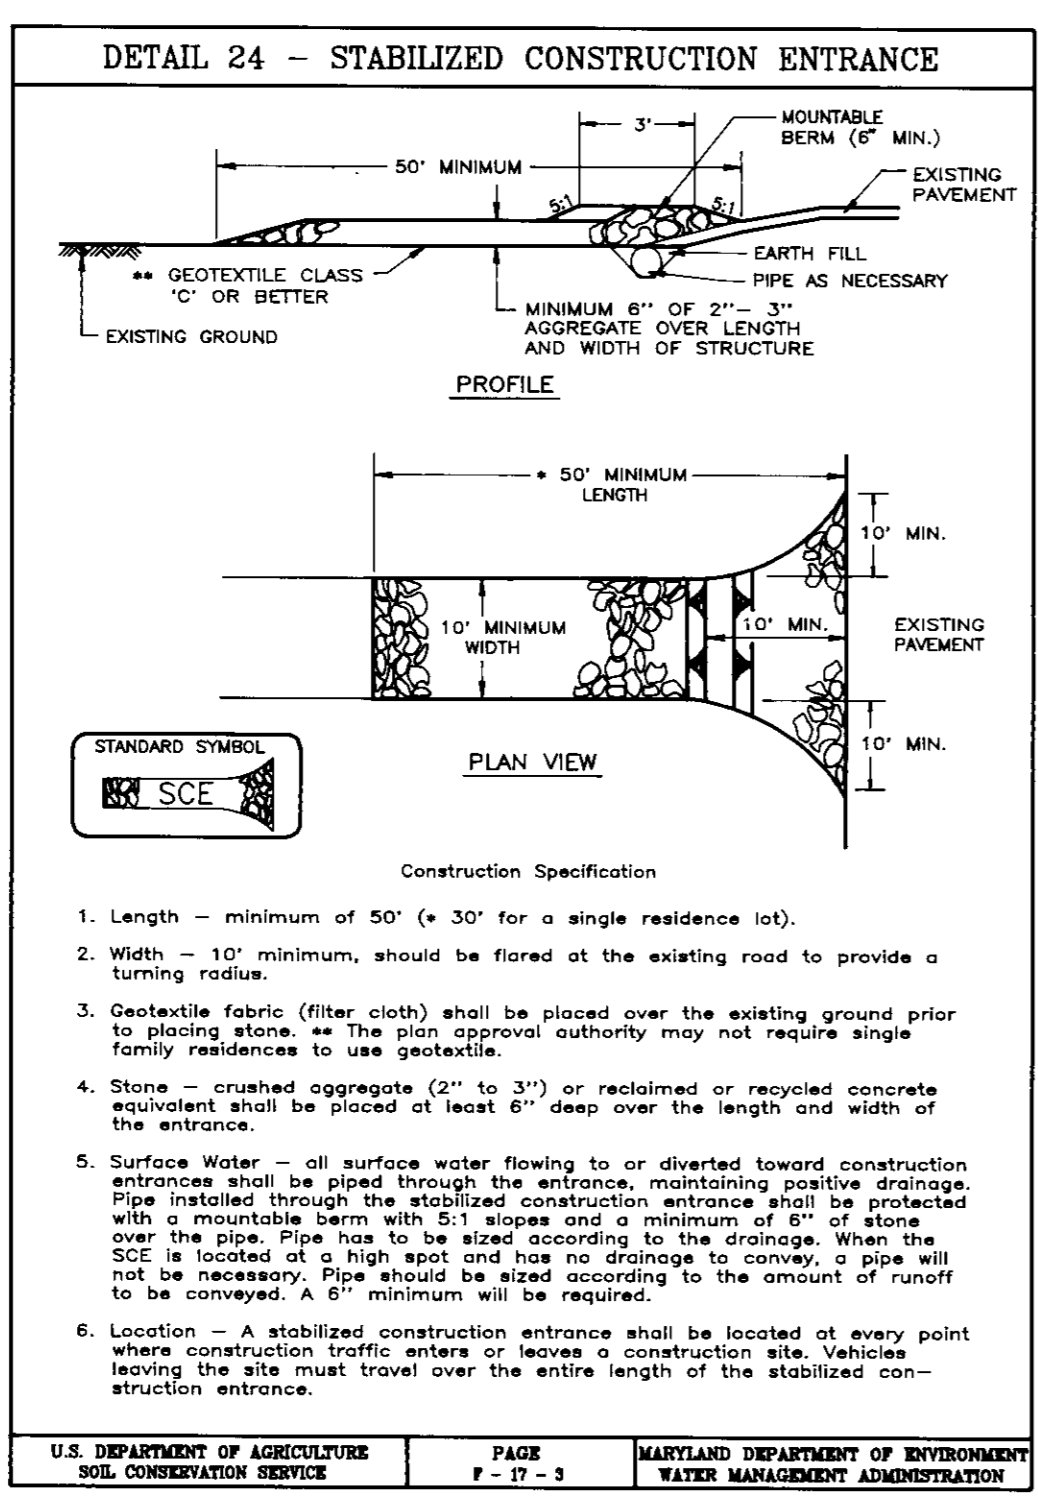 DETAIL 24 – STABILIZED CONSTRUCTION ENTRANCE
3'
MOUNTABLE
BERM (6" MIN.)
50' MINIMUM
EXISTING
PAVEMENT
5:1
5:1
** GEOTEXTILE CLASS
'C' OR BETTER
EARTH FILL
PIPE AS NECESSARY
EXISTING GROUND
MINIMUM 6" OF 2"– 3"
AGGREGATE OVER LENGTH
AND WIDTH OF STRUCTURE
PROFILE
* 50' MINIMUM
LENGTH
10' MIN.
10' MINIMUM
WIDTH
10' MIN.
EXISTING
PAVEMENT
10' MIN.
STANDARD SYMBOL
SCE
PLAN VIEW
Construction Specification
1. Length – minimum of 50' (* 30' for a single residence lot).
2. Width – 10' minimum, should be flared at the existing road to provide a
turning radius.
3. Geotextile fabric (filter cloth) shall be placed over the existing ground prior
to placing stone. ** The plan approval authority may not require single
family residences to use geotextile.
4. Stone – crushed aggregate (2" to 3") or reclaimed or recycled concrete
equivalent shall be placed at least 6" deep over the length and width of
the entrance.
5. Surface Water – all surface water flowing to or diverted toward construction
entrances shall be piped through the entrance, maintaining positive drainage.
Pipe installed through the stabilized construction entrance shall be protected
with a mountable berm with 5:1 slopes and a minimum of 6" of stone
over the pipe. Pipe has to be sized according to the drainage. When the
SCE is located at a high spot and has no drainage to convey, a pipe will
not be necessary. Pipe should be sized according to the amount of runoff
to be conveyed. A 6" minimum will be required.
6. Location – A stabilized construction entrance shall be located at every point
where construction traffic enters or leaves a construction site. Vehicles
leaving the site must travel over the entire length of the stabilized con–
struction entrance.
U.S. DEPARTMENT OF AGRICULTURE
SOIL CONSERVATION SERVICE
PAGE
F – 17 – 3
MARYLAND DEPARTMENT OF ENVIRONMENT
WATER MANAGEMENT ADMINISTRATION